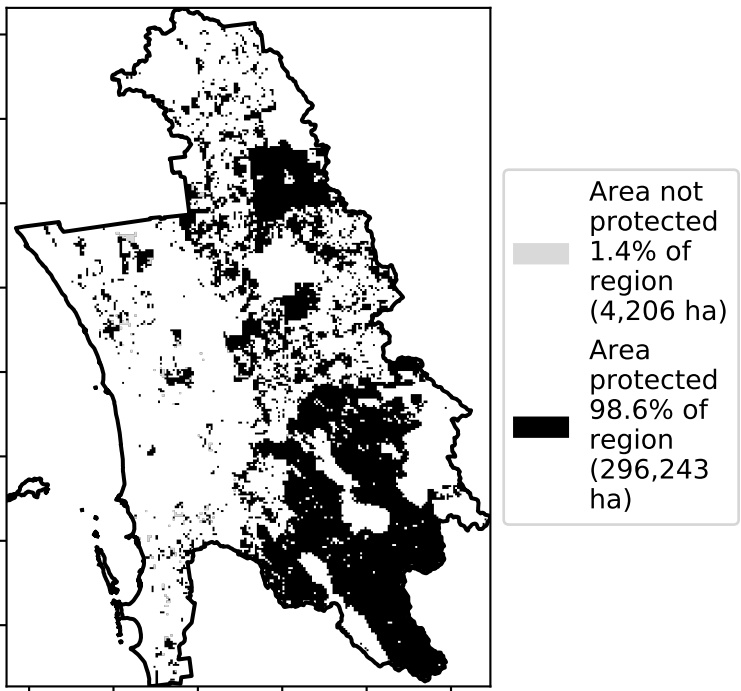 Area not
protected
1.4% of
region
(4,206 ha)
Area
protected
98.6% of
region
(296,243
ha)